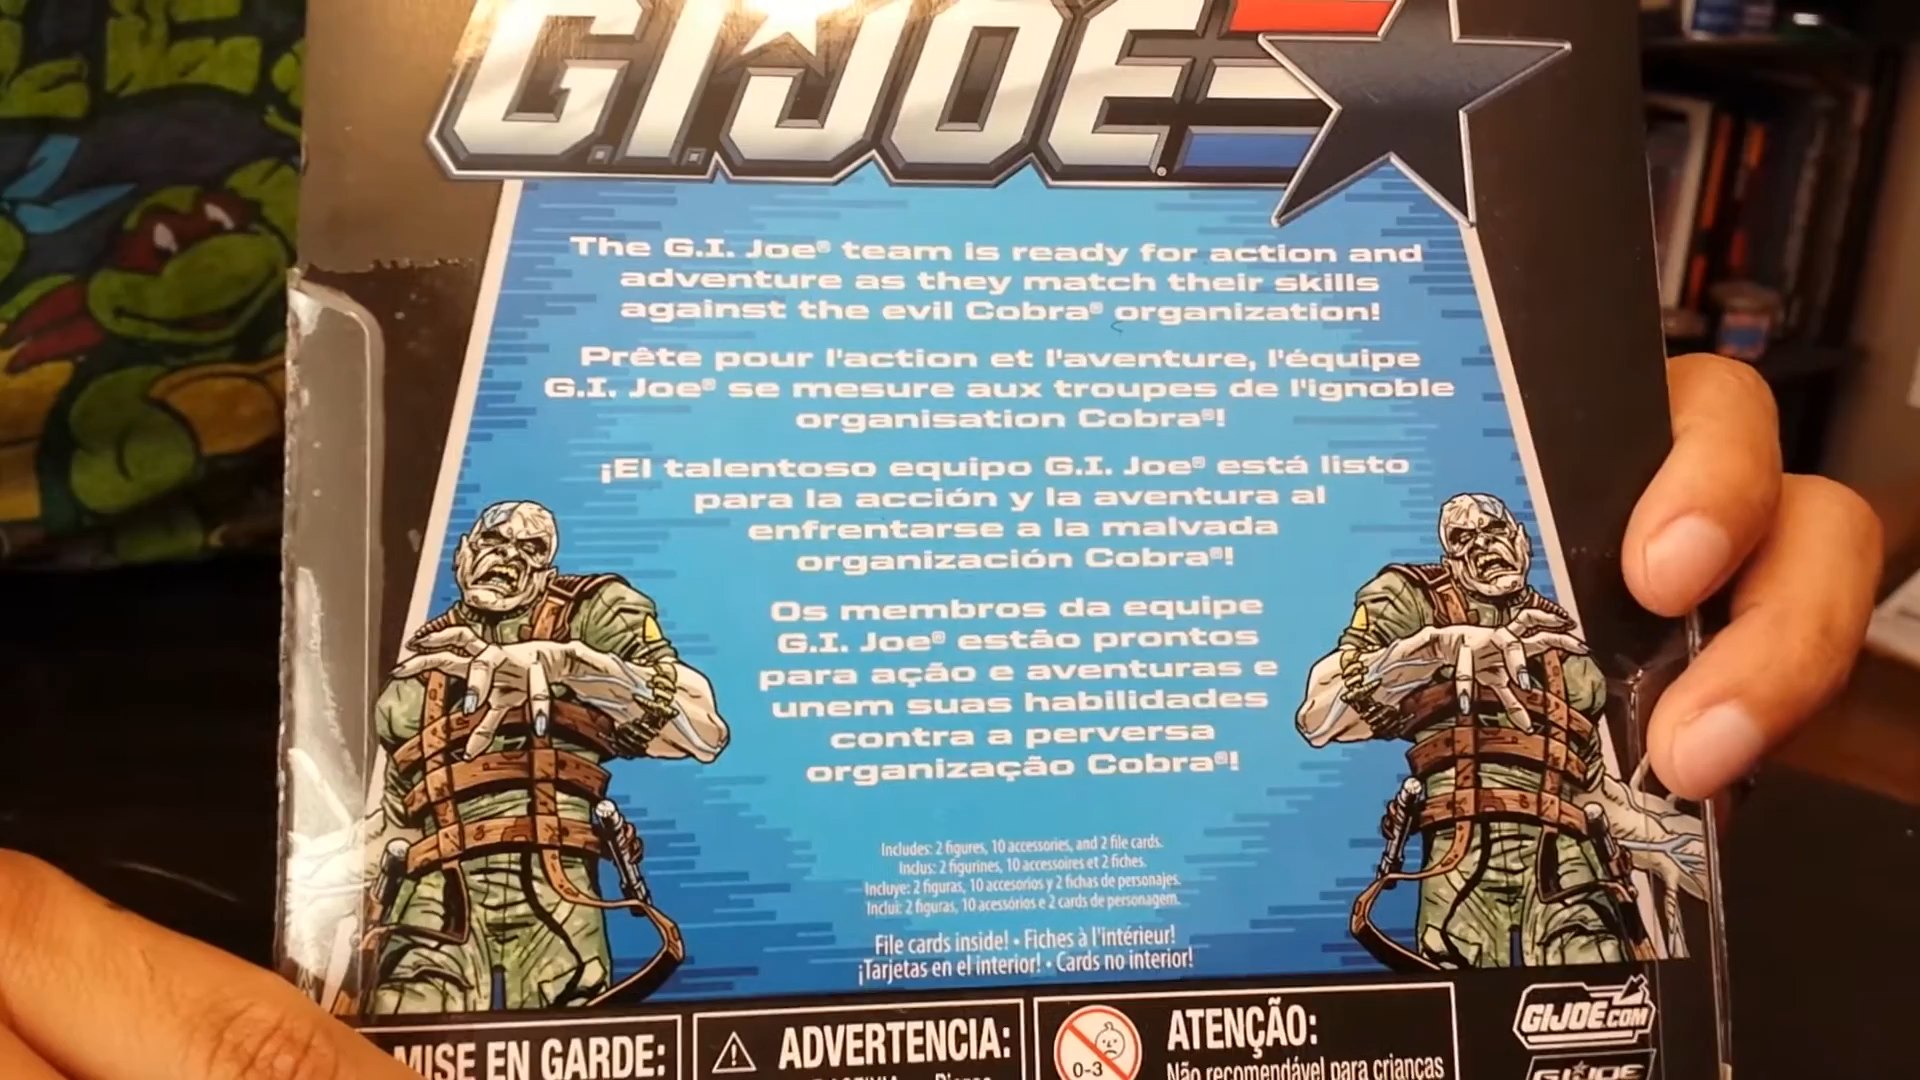 G.I. JOE
The G.I. Joe® team is ready for action and
adventure as they match their skills
against the evil Cobra® organization!
Prête pour l'action et l'aventure, l'équipe
G.I. Joe® se mesure aux troupes de l'ignoble
organisation Cobra®!
¡El talentoso equipo G.I. Joe® está listo
para la acción y la aventura al
enfrentarse a la malvada
organización Cobra®!
Os membros da equipe
G.I. Joe® estão prontos
para ação e aventuras e
unem suas habilidades
contra a perversa
organização Cobra®!
Includes: 2 figures, 10 accessories, and 2 file cards.
Inclus: 2 figurines, 10 accessoires et 2 fiches.
Incluye: 2 figuras, 10 accesorios y 2 fichas de personajes.
Inclui: 2 figuras, 10 acessórios e 2 cards de personagem.
File cards inside! • Fiches à l'intérieur!
¡Tarjetas en el interior! • Cards no interior!
GIJOE.COM
MISE EN GARDE:
ADVERTENCIA:
0-3
ATENÇÃO:
Não recomendável para crianças
GI JOE